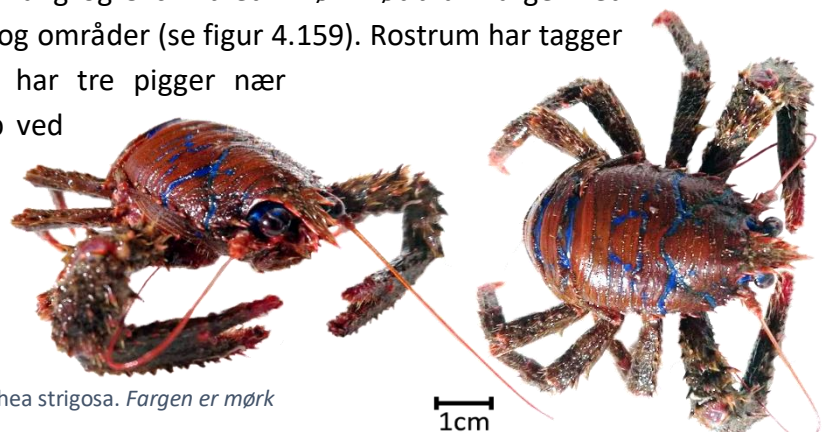 og områder (se figur 4.159). Rostrum har tagger
har tre pigger nær
ved
hea strigosa. Fargen er mørk
1cm